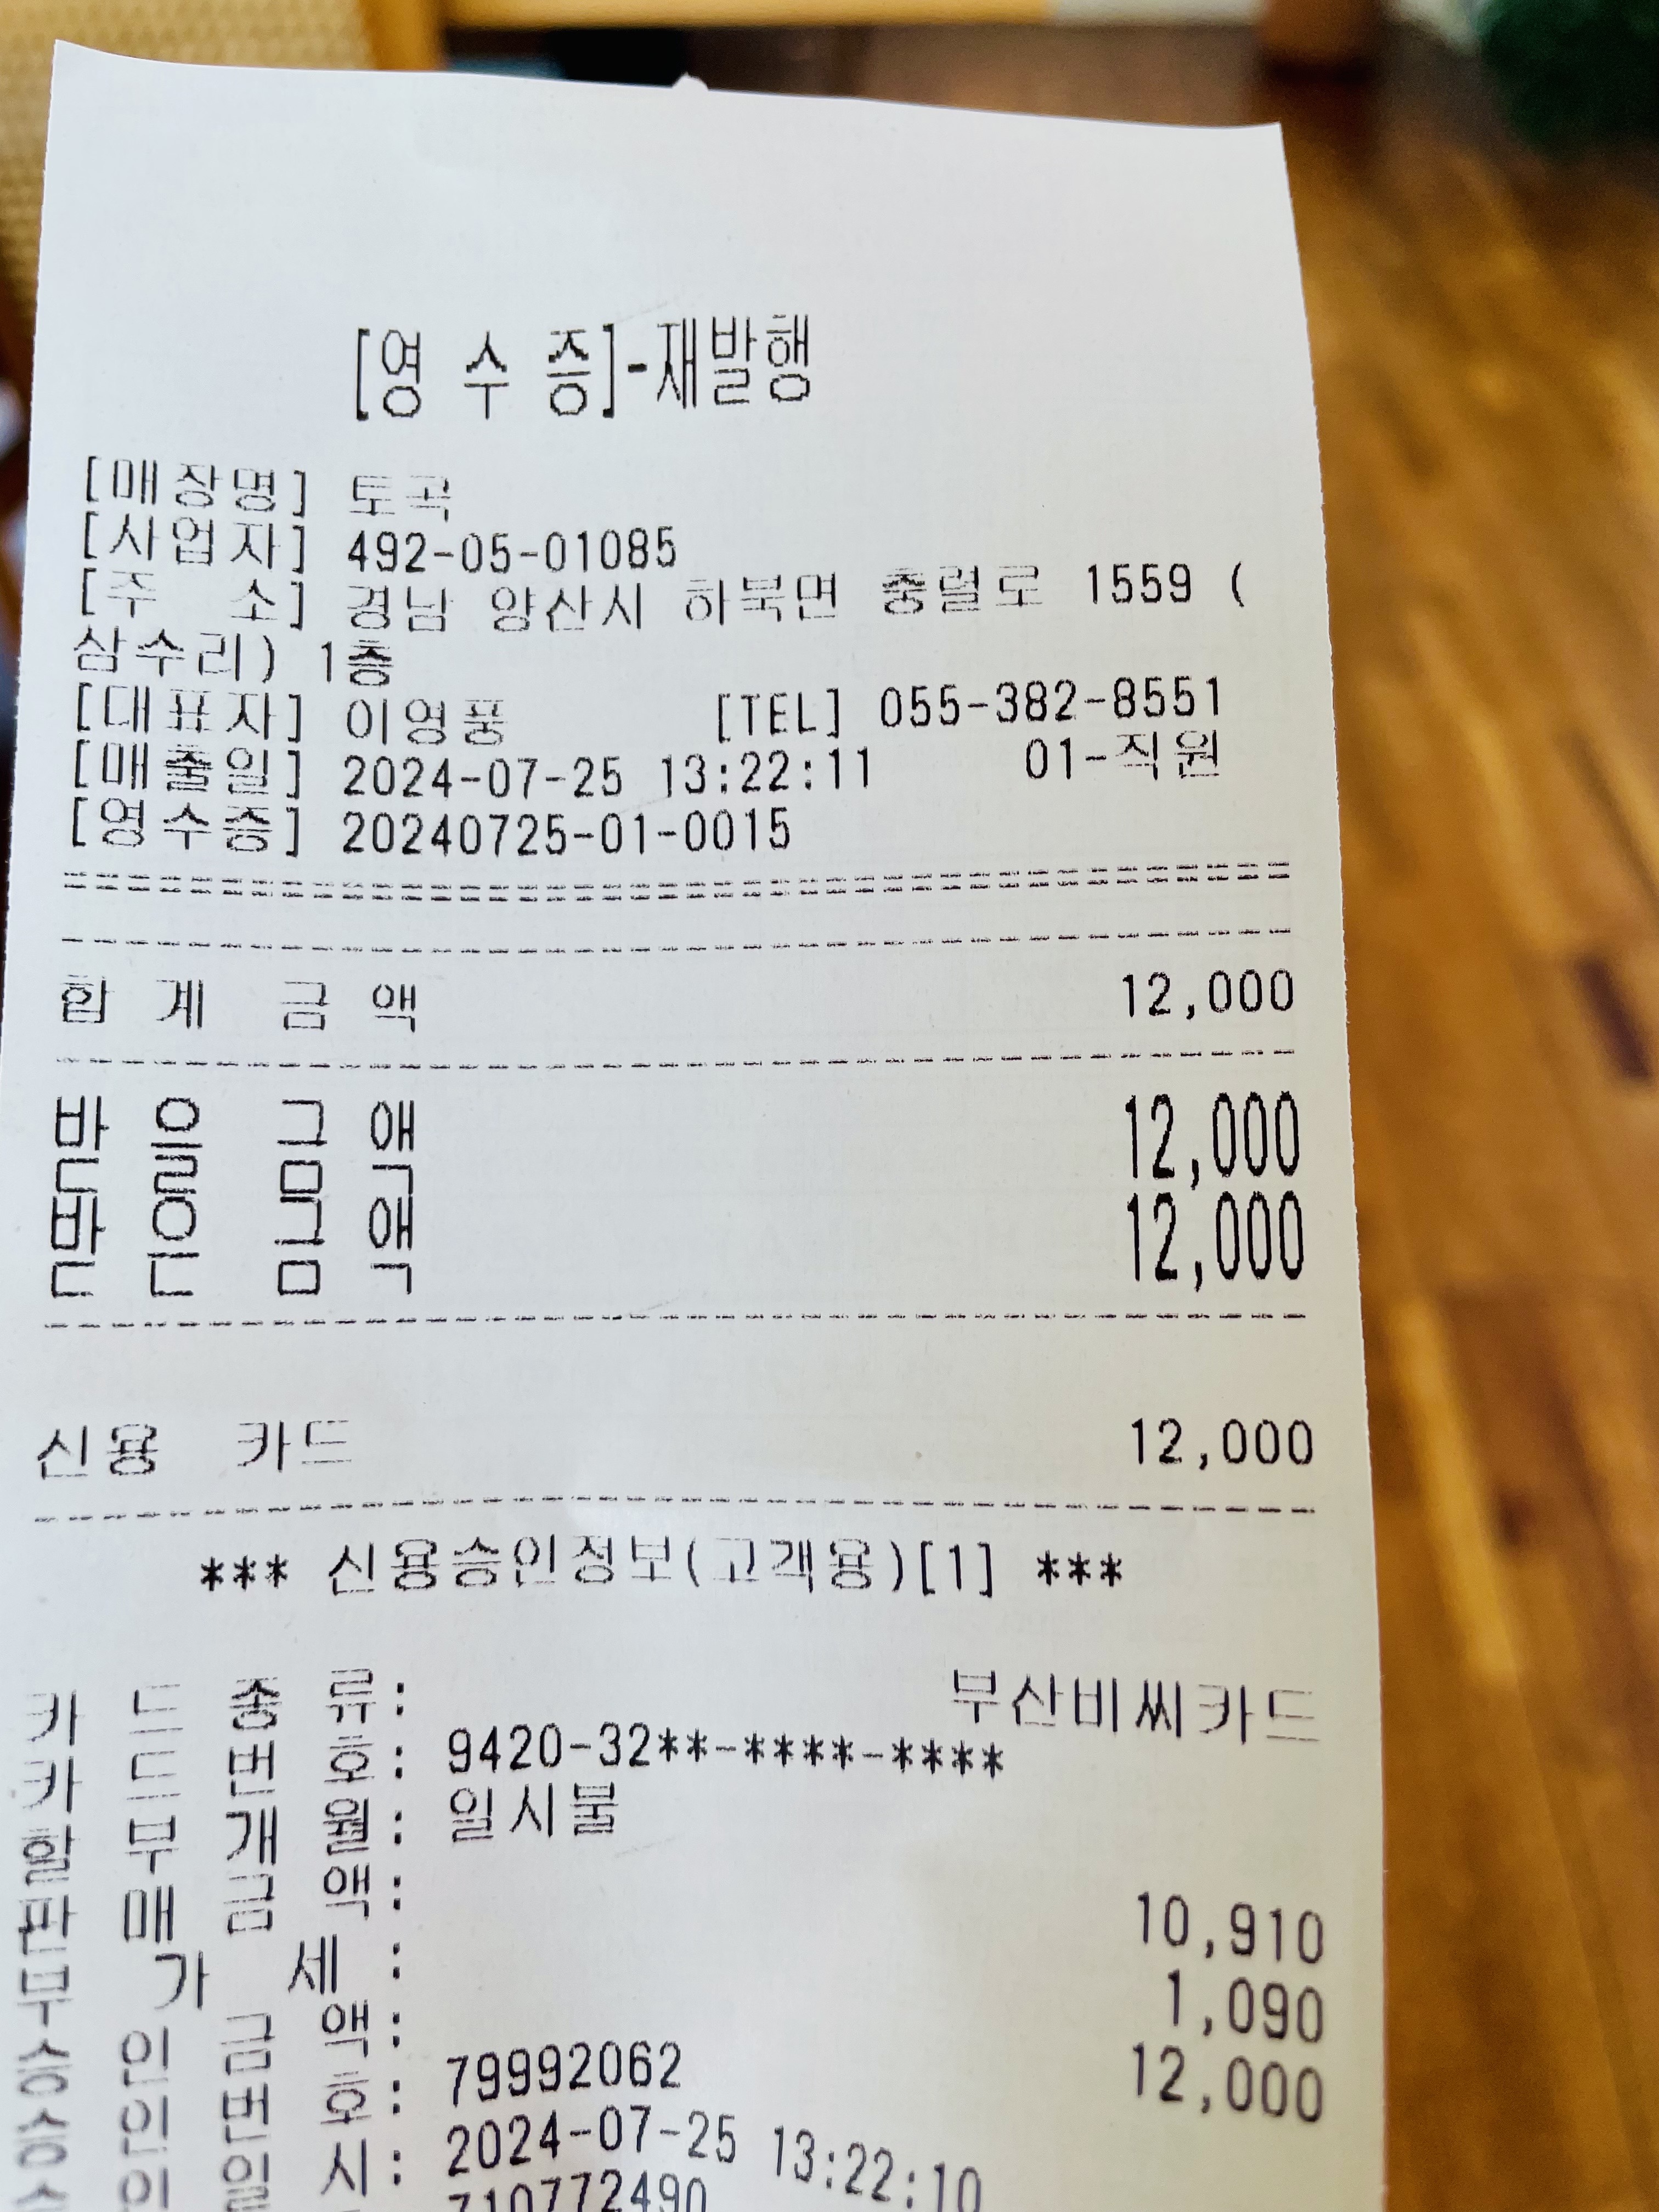 [영 수 증]-재발행
[매장명] 토곡
[사업자] 492-05-01085
[주 소] 경남 양산시 하북면 충렬로 1559 (
삼수리) 1층
[대표자] 이영풍 [TEL] 055-382-8551
[매출일] 2024-07-25 13:22:11 01-직원
[영수증] 20240725-01-0015
합 계 금 액 12,000
받 을 금 액 12,000
받 은 금 액 12,000
신용 카드 12,000
*** 신용승인정보(고객용)[1] ***
카 드 종 류: 부산비씨카드
카 드 번 호: 9420-32**-****-****
할 부 개 월: 일시불
판 매 금 액: 10,910
부 가 세 : 1,090
승 인 금 액: 12,000
승 인 번 호: 79992062
승 인 일 시: 2024-07-25 13:22:10
710772490